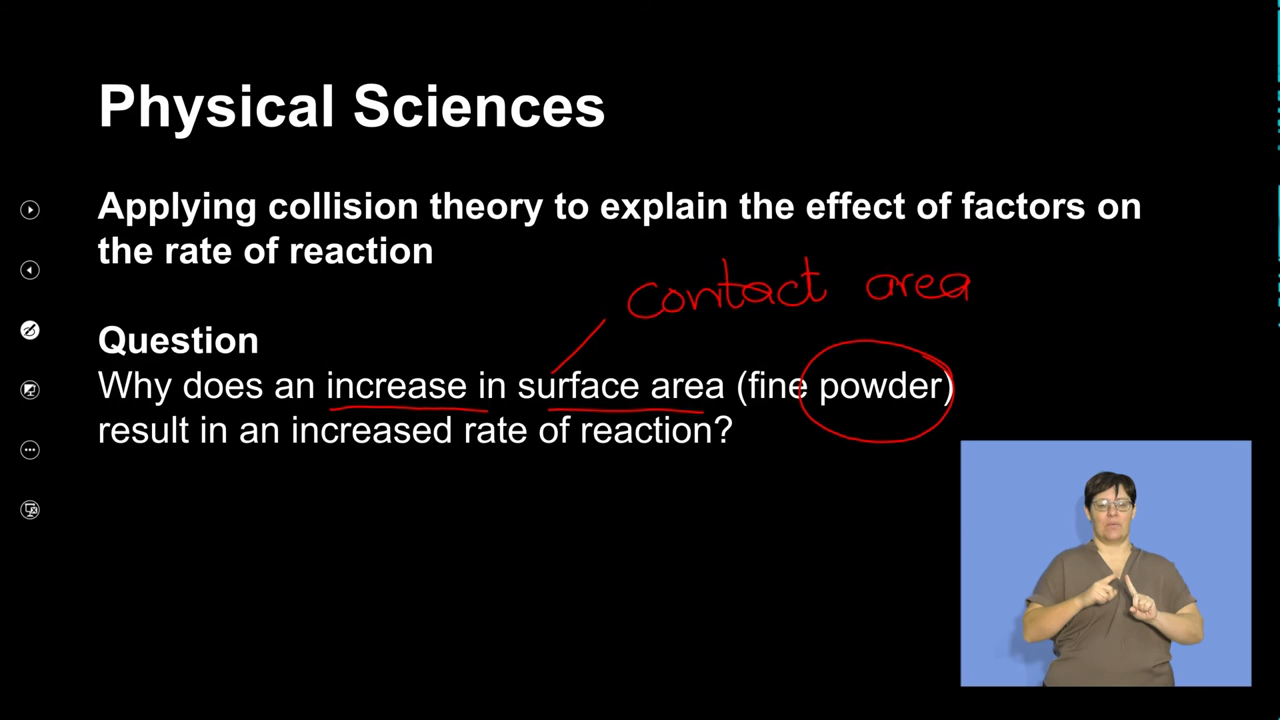 Physical Sciences
Applying collision theory to explain the effect of factors on
the rate of reaction
contact area
Question
Why does an increase in surface area (fine powder)
result in an increased rate of reaction?